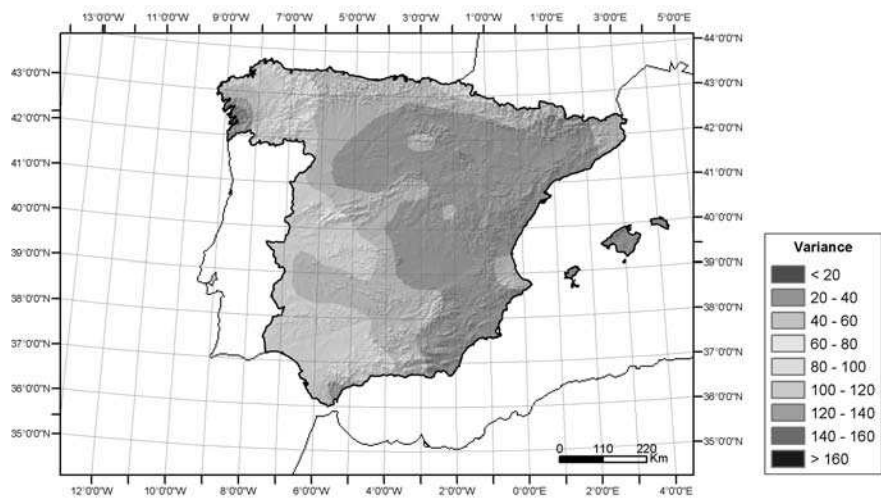 13°0'0"W 11°0'0"W 9°0'0"W 7°0'0"W 5°0'0"W 3°0'0"W 1°0'0"W 1°0'0"E 3°0'0"E 5°0'0"E
44°0'0"N
43°0'0"N 43°0'0"N
42°0'0"N 42°0'0"N
41°0'0"N 41°0'0"N
40°0'0"N 40°0'0"N
39°0'0"N 39°0'0"N
38°0'0"N 38°0'0"N
37°0'0"N 37°0'0"N
36°0'0"N 36°0'0"N
35°0'0"N 35°0'0"N
Variance
< 20
20 - 40
40 - 60
60 - 80
80 - 100
100 - 120
120 - 140
140 - 160
> 160
0 110 220
Km
12°0'0"W 10°0'0"W 8°0'0"W 6°0'0"W 4°0'0"W 2°0'0"W 0°0'0"E 2°0'0"E 4°0'0"E